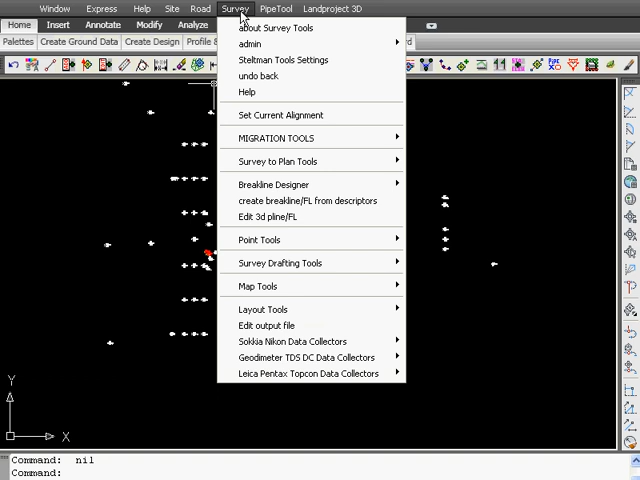 Window Express Help Site Road Survey PipeTool Landproject 3D
Home Insert Annotate Modify Analyze
Palettes Create Ground Data Create Design Profile &
about Survey Tools
admin
Steltman Tools Settings
undo back
Help
Set Current Alignment
MIGRATION TOOLS
Survey to Plan Tools
Breakline Designer
create breakline/FL from descriptors
Edit 3d pline/FL
Point Tools
Survey Drafting Tools
Map Tools
Layout Tools
Edit output file
Sokkia Nikon Data Collectors
Geodimeter TDS DC Data Collectors
Leica Pentax Topcon Data Collectors
Y
X
Command: nil
Command: